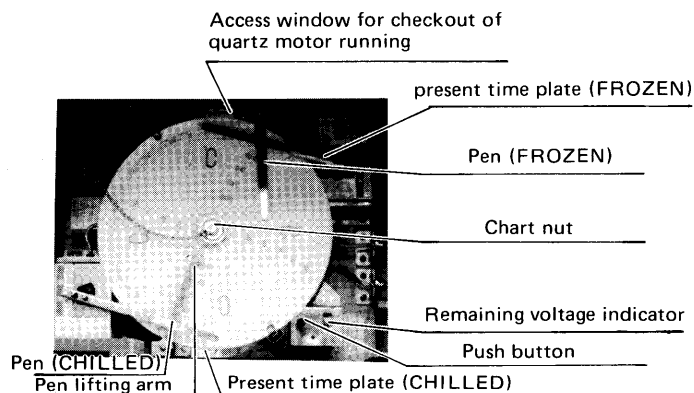 Access window for checkout of
quartz motor running
present time plate (FROZEN)
Pen (FROZEN)
Chart nut
Remaining voltage indicator
Push button
Pen (CHILLED)
Pen lifting arm
Present time plate (CHILLED)